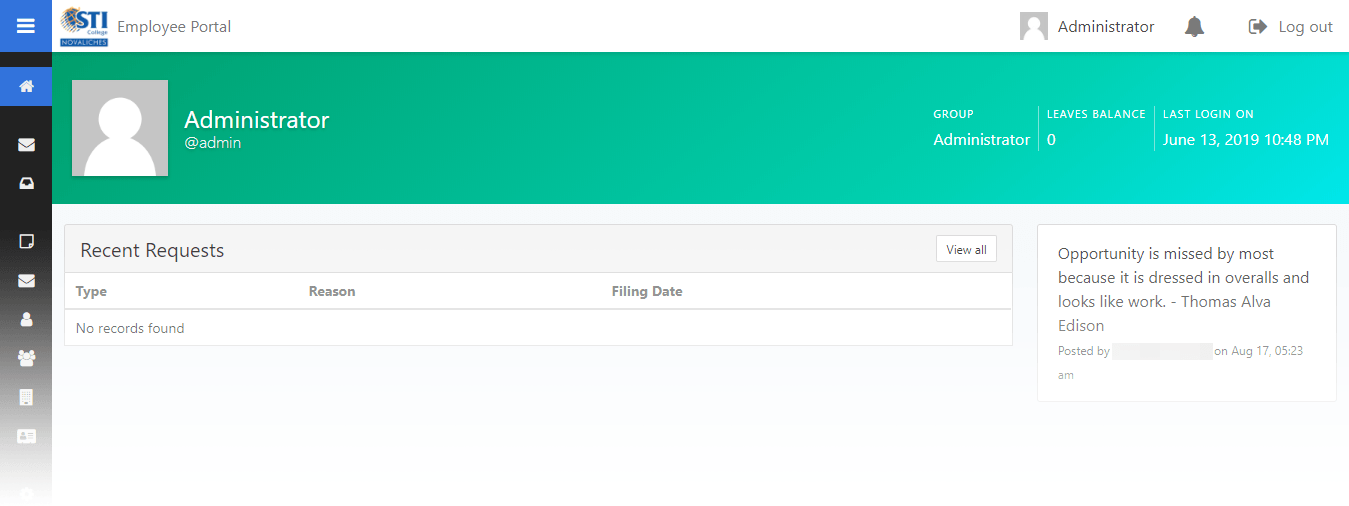 STI
College
NOVALICHES
Employee Portal
Administrator
Log out
Administrator
@admin
GROUP
Administrator
LEAVES BALANCE
0
LAST LOGIN ON
June 13, 2019 10:48 PM
Recent Requests
View all
Type Reason Filing Date
No records found
Opportunity is missed by most
because it is dressed in overalls and
looks like work. - Thomas Alva
Edison
Posted by on Aug 17, 05:23
am